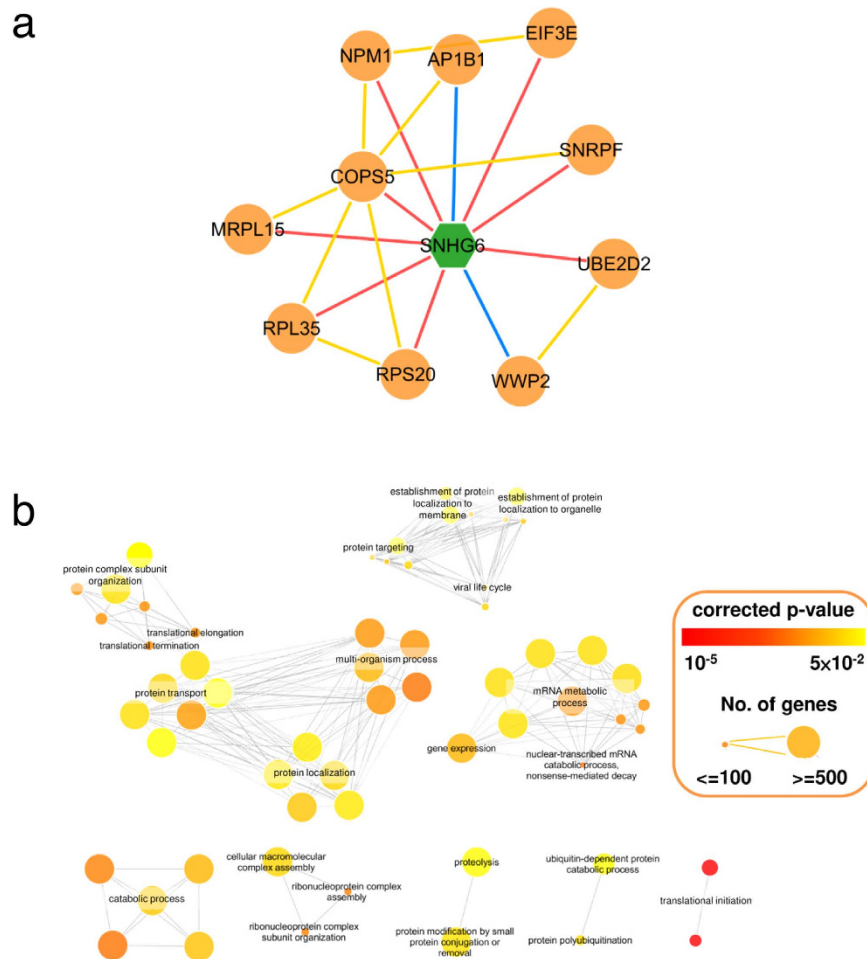 a
EIF3E
NPM1
AP1B1
SNRPF
COPS5
MRPL15
SNHG6
UBE2D2
RPL35
RPS20
WWP2
b
establishment of protein
localization to
membrane
establishment of protein
localization to organelle
protein targeting
viral life cycle
protein complex subunit
organization
translational elongation
translational termination
multi-organism process
protein transport
protein localization
mRNA metabolic
process
gene expression
nuclear-transcribed mRNA
catabolic process,
nonsense-mediated decay
corrected p-value
10-5
5x10-2
No. of genes
<=100
>=500
catabolic process
cellular macromolecular
complex assembly
ribonucleoprotein complex
assembly
ribonucleoprotein complex
subunit organization
proteolysis
protein modification by small
protein conjugation or
removal
ubiquitin-dependent protein
catabolic process
protein polyubiquitination
translational initiation